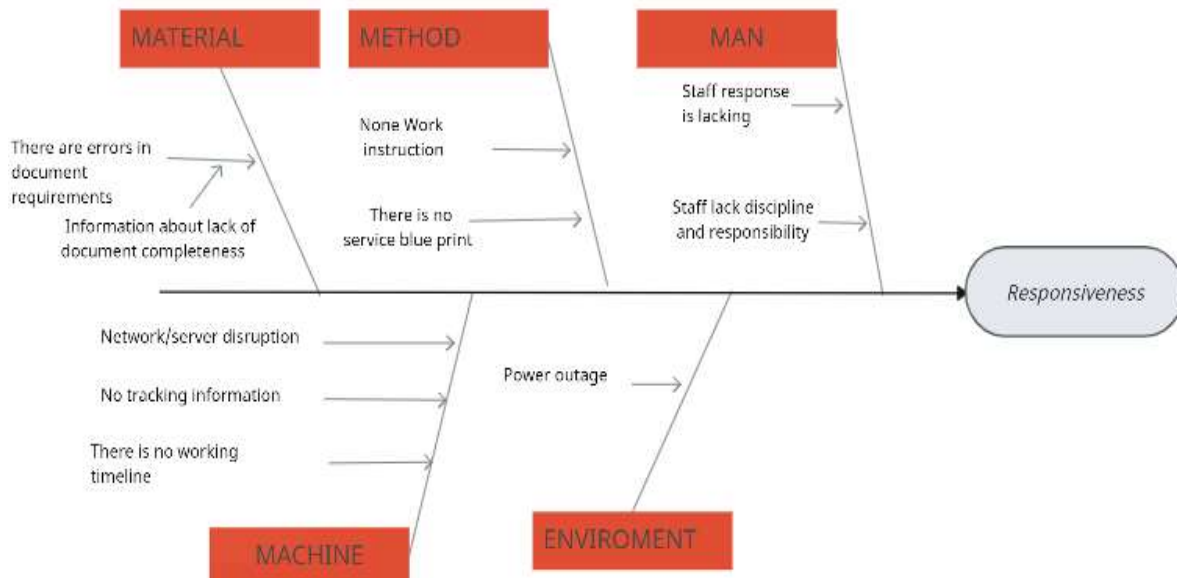 MATERIAL
METHOD
MAN
Staff response
is lacking
None Work
instruction
There are errors in
document
requirements
Information about lack of
document completeness
There is no
service blue print
Staff lack discipline
and responsibility
Responsiveness
Network/server disruption
No tracking information
There is no working
timeline
Power outage
MACHINE
ENVIROMENT